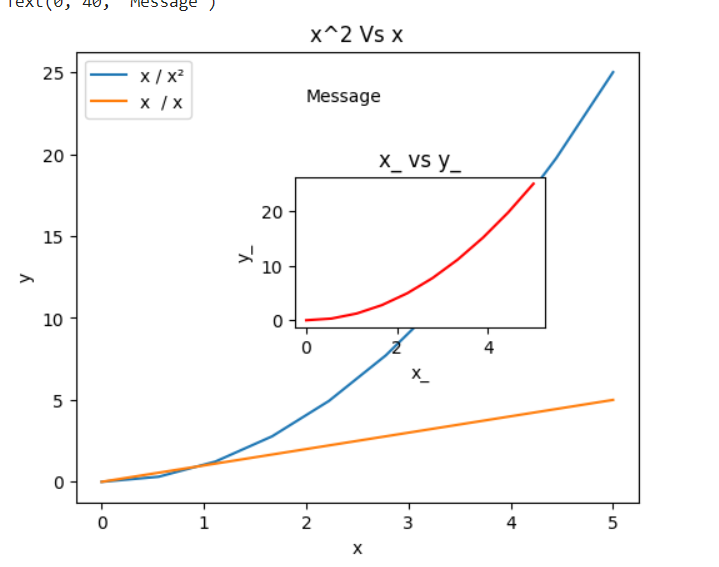 Text(0, 40, 'Message')
x^2 Vs x
x / x²
x  / x
Message
x_ vs y_
y_
20
10
0
0 2 4
x_
y
25
20
15
10
5
0
0 1 2 3 4 5
x